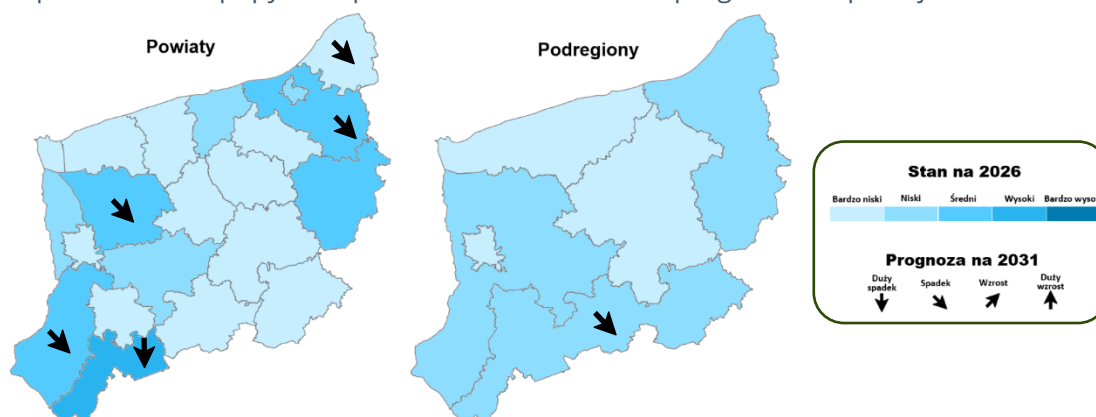 Powiaty
Podregiony
Stan na 2026
Bardzo niski Niski Średni Wysoki Bardzo
Prognoza na 2031
Duży spadek Spadek Wzrost Duży wzrost